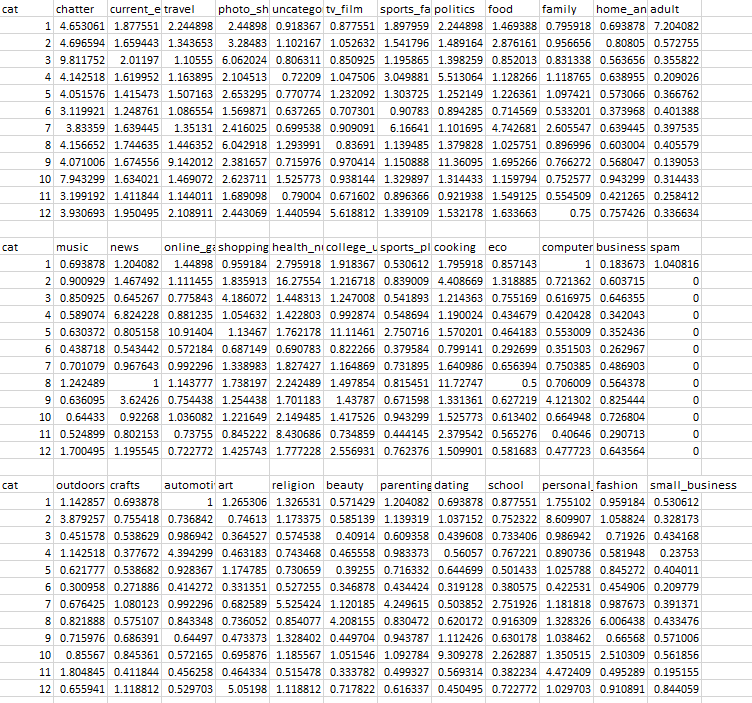 cat chatter current_e travel photo_sh uncatego tv_film sports_fa politics food family home_an adult
1 4.653061 1.877551 2.244898 2.44898 0.918367 0.877551 1.897959 2.244898 1.469388 0.795918 0.693878 7.204082
2 4.696594 1.659443 1.343653 3.28483 1.102167 1.052632 1.541796 1.489164 2.876161 0.956656 0.80805 0.572755
3 9.811752 2.01197 1.10555 6.062024 0.806311 0.850925 1.195865 1.398259 0.852013 0.831338 0.563656 0.355822
4 4.142518 1.619952 1.163895 2.104513 0.72209 1.047506 3.049881 5.513064 1.128266 1.118765 0.638955 0.209026
5 4.051576 1.415473 1.507163 2.653295 0.770774 1.232092 1.303725 1.252149 1.226361 1.097421 0.573066 0.366762
6 3.119921 1.248761 1.086554 1.569871 0.637265 0.707301 0.90783 0.894285 0.714569 0.533201 0.373968 0.401388
7 3.83359 1.639445 1.35131 2.416025 0.699538 0.909091 6.16641 1.101695 4.742681 2.605547 0.639445 0.397535
8 4.156652 1.744635 1.446352 6.042918 1.293991 0.83691 1.139485 1.379828 1.025751 0.896996 0.603004 0.405579
9 4.071006 1.674556 9.142012 2.381657 0.715976 0.970414 1.150888 11.36095 1.695266 0.766272 0.568047 0.139053
10 7.943299 1.634021 1.469072 2.623711 1.525773 0.938144 1.329897 1.314433 1.159794 0.752577 0.943299 0.314433
11 3.199192 1.411844 1.144011 1.689098 0.79004 0.671602 0.896366 0.921938 1.549125 0.554509 0.421265 0.258412
12 3.930693 1.950495 2.108911 2.443069 1.440594 5.618812 1.339109 1.532178 1.633663 0.75 0.757426 0.336634
cat music news online_ga shopping health_nu college_u sports_pl cooking eco computer business spam
1 0.693878 1.204082 1.44898 0.959184 2.795918 1.918367 0.530612 1.795918 0.857143 1 0.183673 1.040816
2 0.900929 1.467492 1.111455 1.835913 16.27554 1.216718 0.839009 4.408669 1.318885 0.721362 0.603715 0
3 0.850925 0.645267 0.775843 4.186072 1.448313 1.247008 0.541893 1.214363 0.755169 0.616975 0.646355 0
4 0.589074 6.824228 0.881235 1.054632 1.422803 0.992874 0.548694 1.190024 0.434679 0.420428 0.342043 0
5 0.630372 0.805158 10.91404 1.13467 1.762178 11.11461 2.750716 1.570201 0.464183 0.553009 0.352436 0
6 0.438718 0.543442 0.572184 0.687149 0.690783 0.822266 0.379584 0.799141 0.292699 0.351503 0.262967 0
7 0.701079 0.967643 0.992296 1.338983 1.827427 1.164869 0.731895 1.640986 0.656394 0.750385 0.486903 0
8 1.242489 1 1.143777 1.738197 2.242489 1.497854 0.815451 11.72747 0.5 0.706009 0.564378 0
9 0.636095 3.62426 0.754438 1.254438 1.701183 1.43787 0.671598 1.331361 0.627219 4.121302 0.825444 0
10 0.64433 0.92268 1.036082 1.221649 2.149485 1.417526 0.943299 1.525773 0.613402 0.664948 0.726804 0
11 0.524899 0.802153 0.73755 0.845222 8.430686 0.734859 0.444145 2.379542 0.565276 0.40646 0.290713 0
12 1.700495 1.195545 0.722772 1.425743 1.777228 2.556931 0.762376 1.509901 0.581683 0.477723 0.643564 0
cat outdoors crafts automoti art religion beauty parenting dating school personal_ fashion small_business
1 1.142857 0.693878 1 1.265306 1.326531 0.571429 1.204082 0.693878 0.877551 1.755102 0.959184 0.530612
2 3.879257 0.755418 0.736842 0.74613 1.173375 0.585139 1.139319 1.037152 0.752322 8.609907 1.058824 0.328173
3 0.451578 0.538629 0.986942 0.364527 0.574538 0.40914 0.609358 0.439608 0.733406 0.986942 0.71926 0.434168
4 1.142518 0.377672 4.394299 0.463183 0.743468 0.465558 0.983373 0.56057 0.767221 0.890736 0.581948 0.23753
5 0.621777 0.538682 0.928367 1.174785 0.730659 0.39255 0.716332 0.644699 0.501433 1.025788 0.845272 0.404011
6 0.300958 0.271886 0.414272 0.331351 0.527255 0.346878 0.434424 0.319128 0.380575 0.422531 0.454906 0.209779
7 0.676425 1.080123 0.992296 0.682589 5.525424 1.120185 4.249615 0.503852 2.751926 1.181818 0.987673 0.391371
8 0.821888 0.575107 0.843348 0.736052 0.854077 4.208155 0.830472 0.620172 0.916309 1.328326 6.006438 0.433476
9 0.715976 0.686391 0.64497 0.473373 1.328402 0.449704 0.943787 1.112426 0.630178 1.038462 0.66568 0.571006
10 0.85567 0.845361 0.572165 0.695876 1.185567 1.051546 1.092784 9.309278 2.262887 1.350515 2.510309 0.561856
11 1.804845 0.411844 0.456258 0.464334 0.515478 0.333782 0.499327 0.569314 0.382234 4.472409 0.495289 0.195155
12 0.655941 1.118812 0.529703 5.05198 1.118812 0.717822 0.616337 0.450495 0.722772 1.029703 0.910891 0.844059